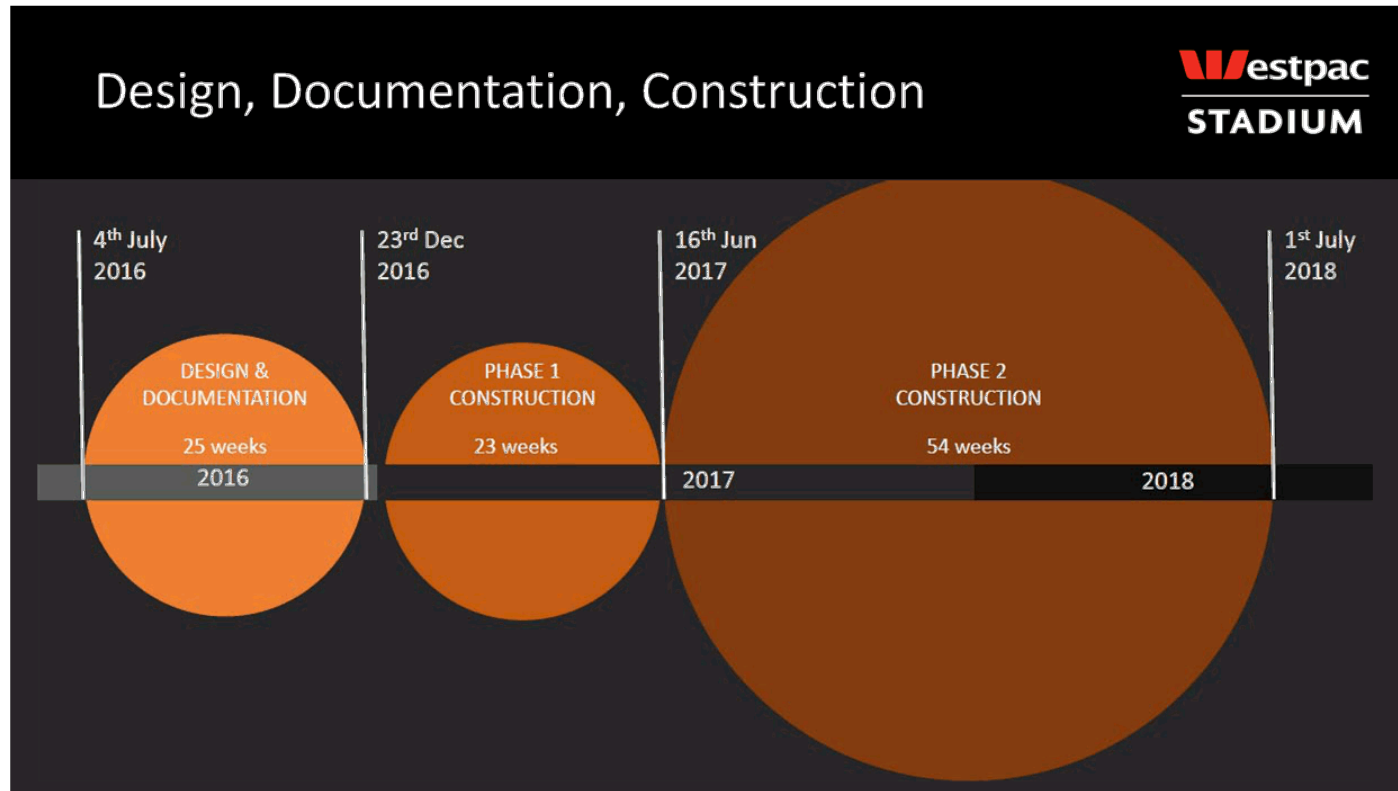 Design, Documentation, Construction
Westpac
STADIUM
4th July
2016
23rd Dec
2016
16th Jun
2017
1st July
2018
DESIGN &
DOCUMENTATION
25 weeks
PHASE 1
CONSTRUCTION
23 weeks
PHASE 2
CONSTRUCTION
54 weeks
2016
2017
2018